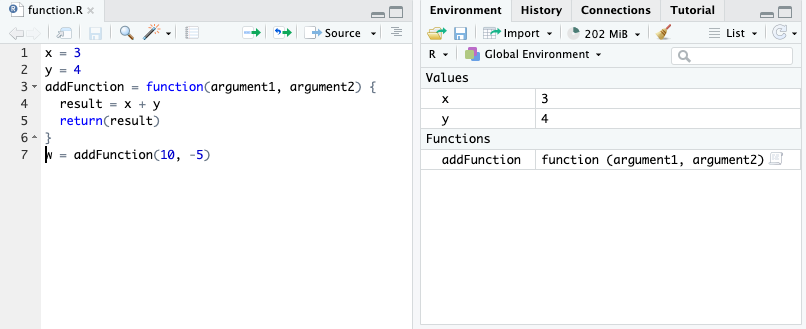 function.R
Source
1 x = 3
2 y = 4
3 addFunction = function(argument1, argument2) {
4 result = x + y
5 return(result)
6 }
7 w = addFunction(10, -5)
Environment History Connections Tutorial
Import 202 MiB List
R Global Environment
Values
x 3
y 4
Functions
addFunction function (argument1, argument2)